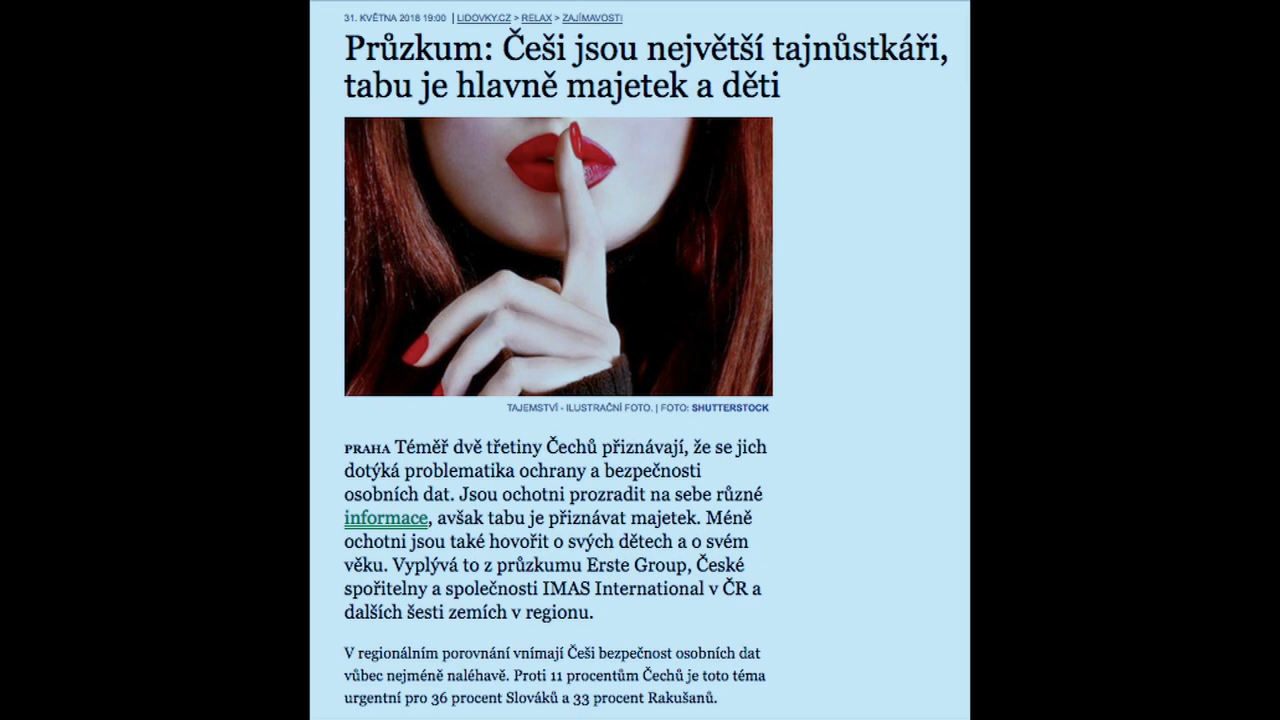 31. KVĚTNA 2018 19:00 | LIDOVKY.CZ > RELAX > ZAJÍMAVOSTI
Průzkum: Češi jsou největší tajnůstkáři,
tabu je hlavně majetek a děti
TAJEMSTVÍ - ILUSTRAČNÍ FOTO. | FOTO: SHUTTERSTOCK
PRAHA Téměř dvě třetiny Čechů přiznávají, že se jich
dotýká problematika ochrany a bezpečnosti
osobních dat. Jsou ochotni prozradit na sebe různé
informace, avšak tabu je přiznávat majetek. Méně
ochotni jsou také hovořit o svých dětech a o svém
věku. Vyplývá to z průzkumu Erste Group, České
spořitelny a společnosti IMAS International v ČR a
dalších šesti zemích v regionu.
V regionálním porovnání vnímají Češi bezpečnost osobních dat
vůbec nejméně naléhavě. Proti 11 procentům Čechů je toto téma
urgentní pro 36 procent Slováků a 33 procent Rakušanů.